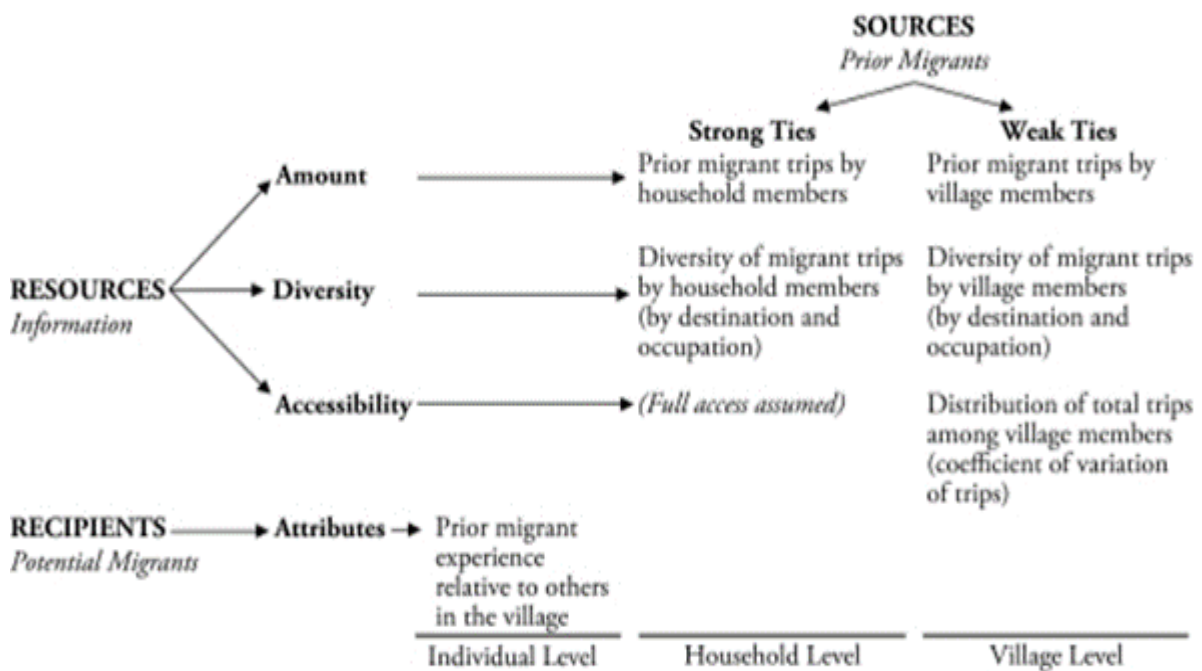 SOURCES
Prior Migrants
Strong Ties
Weak Ties
Amount
Prior migrant trips by
household members
Prior migrant trips by
village members
RESOURCES
Information
Diversity
Diversity of migrant trips
by household members
(by destination and
occupation)
Diversity of migrant trips
by village members
(by destination and
occupation)
Accessibility
(Full access assumed)
Distribution of total trips
among village members
(coefficient of variation
of trips)
RECIPIENTS
Potential Migrants
Attributes
Prior migrant
experience
relative to others
in the village
Individual Level
Household Level
Village Level